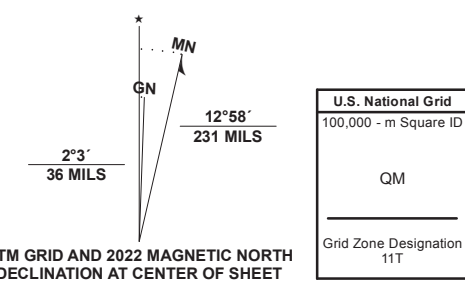 ★
MN
GN
12°58´
231 MILS
2°3´
36 MILS
TM GRID AND 2022 MAGNETIC NORTH
DECLINATION AT CENTER OF SHEET
U.S. National Grid
100,000 - m Square ID
QM
Grid Zone Designation
11T